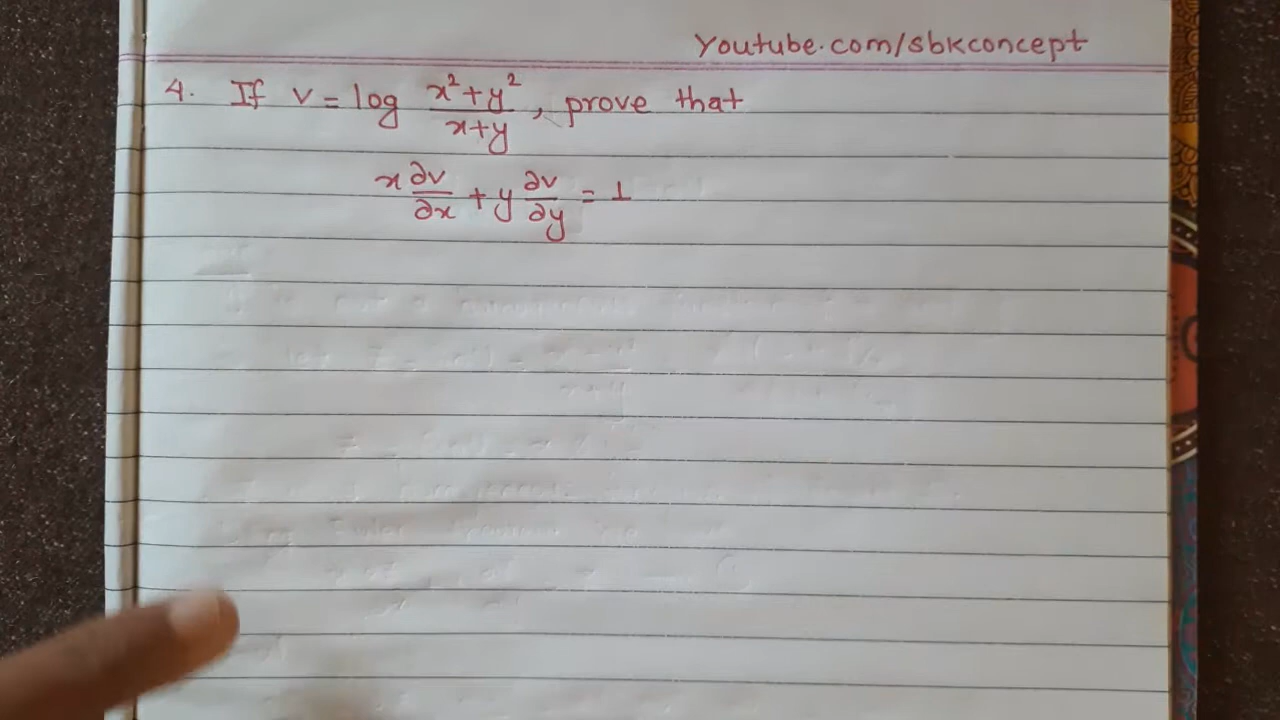 Youtube.com/sbkconcept
4. If v = log (x²+y²)/(x+y), prove that
x ∂v/∂x + y ∂v/∂y = 1